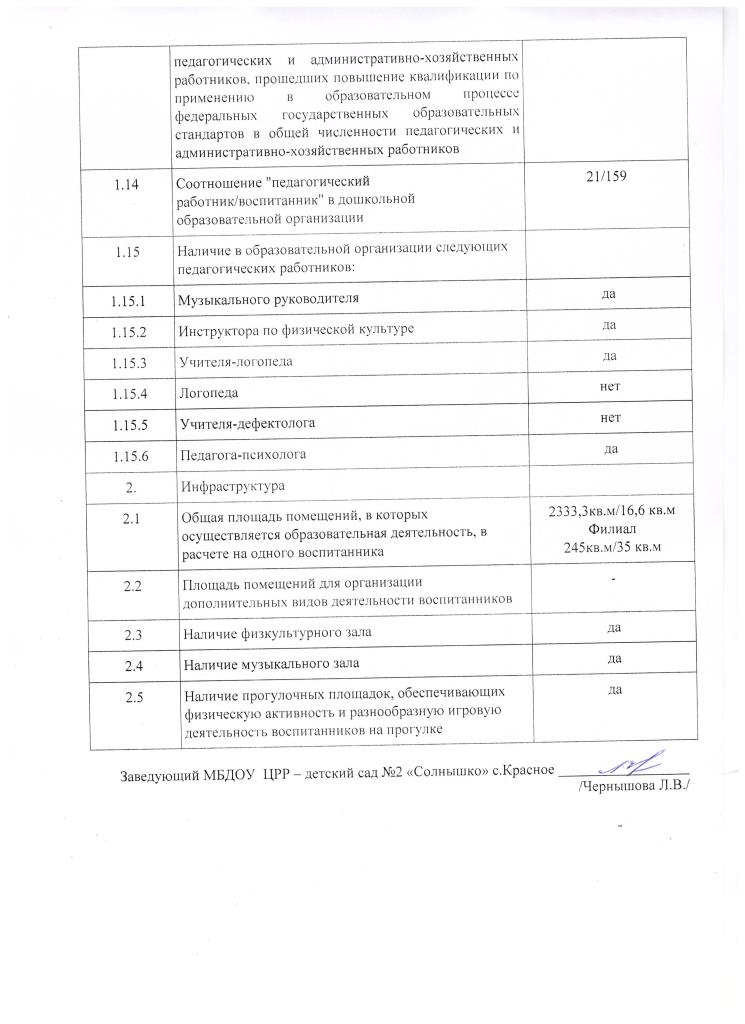 педагогических и административно-хозяйственных
работников, прошедших повышение квалификации по
применению в образовательном процессе
федеральных государственных образовательных
стандартов в общей численности педагогических и
административно-хозяйственных работников
1.14 Соотношение "педагогический 21/159
работник/воспитанник" в дошкольной
образовательной организации
1.15 Наличие в образовательной организации следующих
педагогических работников:
1.15.1 Музыкального руководителя да
1.15.2 Инструктора по физической культуре да
1.15.3 Учителя-логопеда да
1.15.4 Логопеда нет
1.15.5 Учителя-дефектолога нет
1.15.6 Педагога-психолога да
2. Инфраструктура
2.1 Общая площадь помещений, в которых 2333,3кв.м/16,6 кв.м
осуществляется образовательная деятельность, в Филиал
расчете на одного воспитанника 245кв.м/35 кв.м
2.2 Площадь помещений для организации -
дополнительных видов деятельности воспитанников
2.3 Наличие физкультурного зала да
2.4 Наличие музыкального зала да
2.5 Наличие прогулочных площадок, обеспечивающих да
физическую активность и разнообразную игровую
деятельность воспитанников на прогулке
Заведующий МБДОУ ЦРР – детский сад №2 «Солнышко» с.Красное
/Чернышова Л.В./